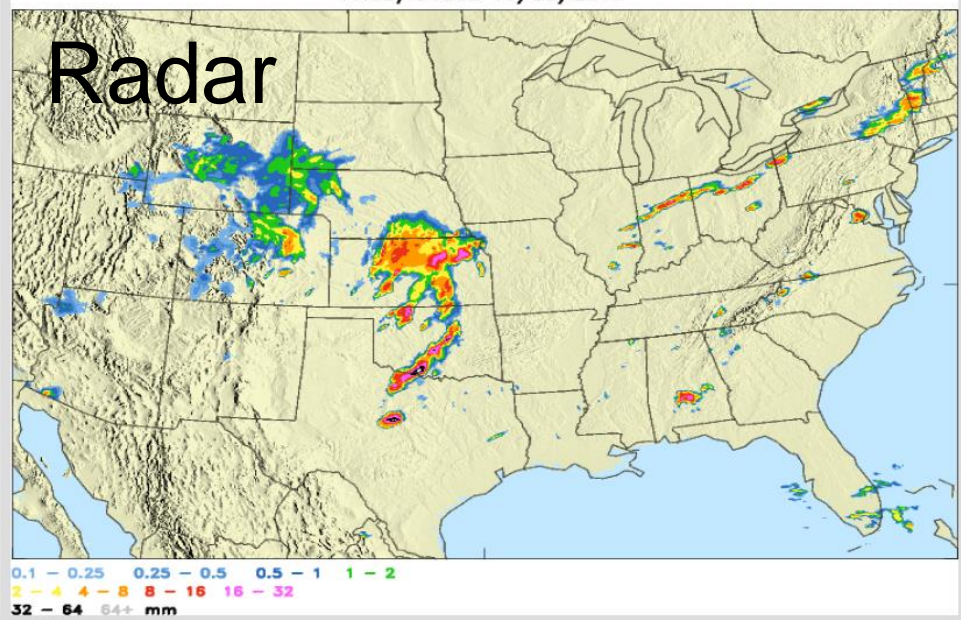 Radar
0.1 – 0.25 0.25 – 0.5 0.5 – 1 1 – 2
2 – 4 4 – 8 8 – 16 16 – 32
32 – 64 64+ mm